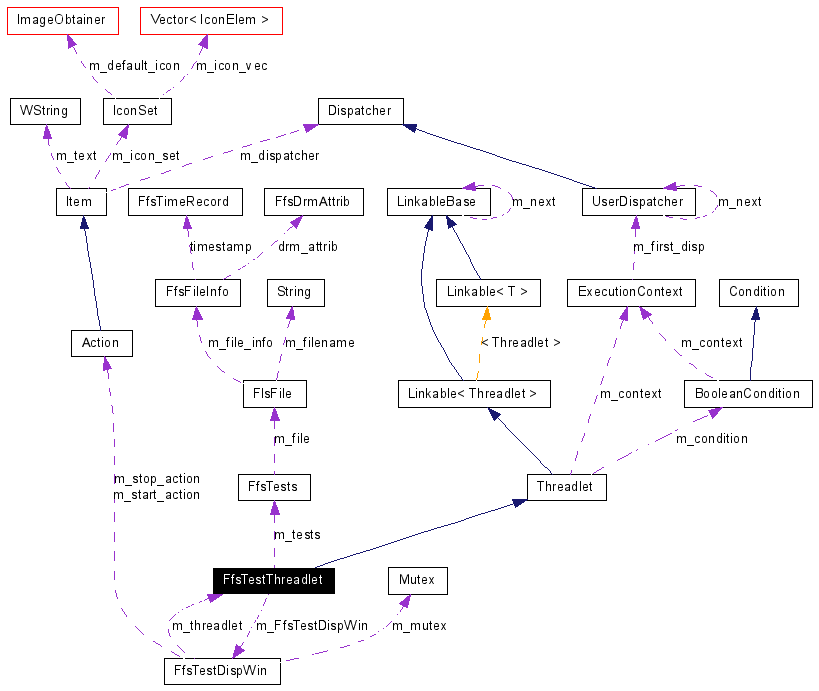 ImageObtainer
Vector< IconElem >
m_default_icon
m_icon_vec
WString
IconSet
Dispatcher
m_text
m_icon_set
m_dispatcher
Item
FfsTimeRecord
FfsDrmAttrib
LinkableBase
m_next
UserDispatcher
m_next
timestamp
drm_attrib
m_first_disp
FfsFileInfo
String
Linkable< T >
ExecutionContext
Condition
Action
m_file_info
m_filename
< Threadlet >
m_context
FlsFile
Linkable< Threadlet >
m_context
BooleanCondition
m_file
m_condition
m_stop_action
m_start_action
FfsTests
Threadlet
m_tests
FfsTestThreadlet
Mutex
m_threadlet
m_FfsTestDispWin
m_mutex
FfsTestDispWin